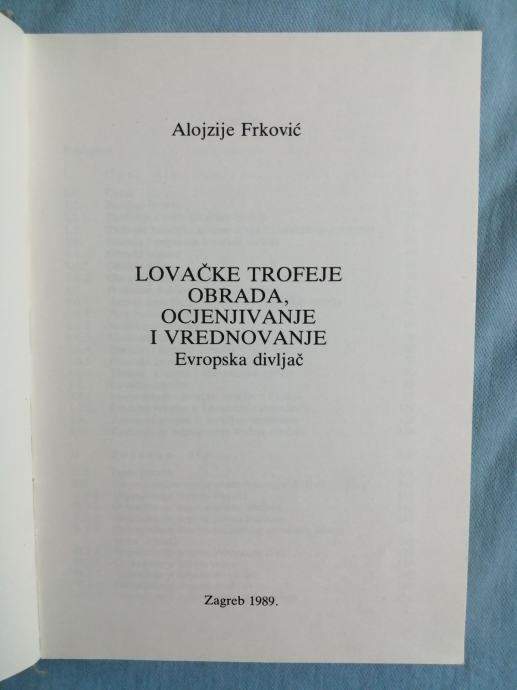 Alojzije Frković
LOVAČKE TROFEJE
OBRADA,
OCJENJIVANJE
I VREDNOVANJE
Evropska divljač
Zagreb 1989.